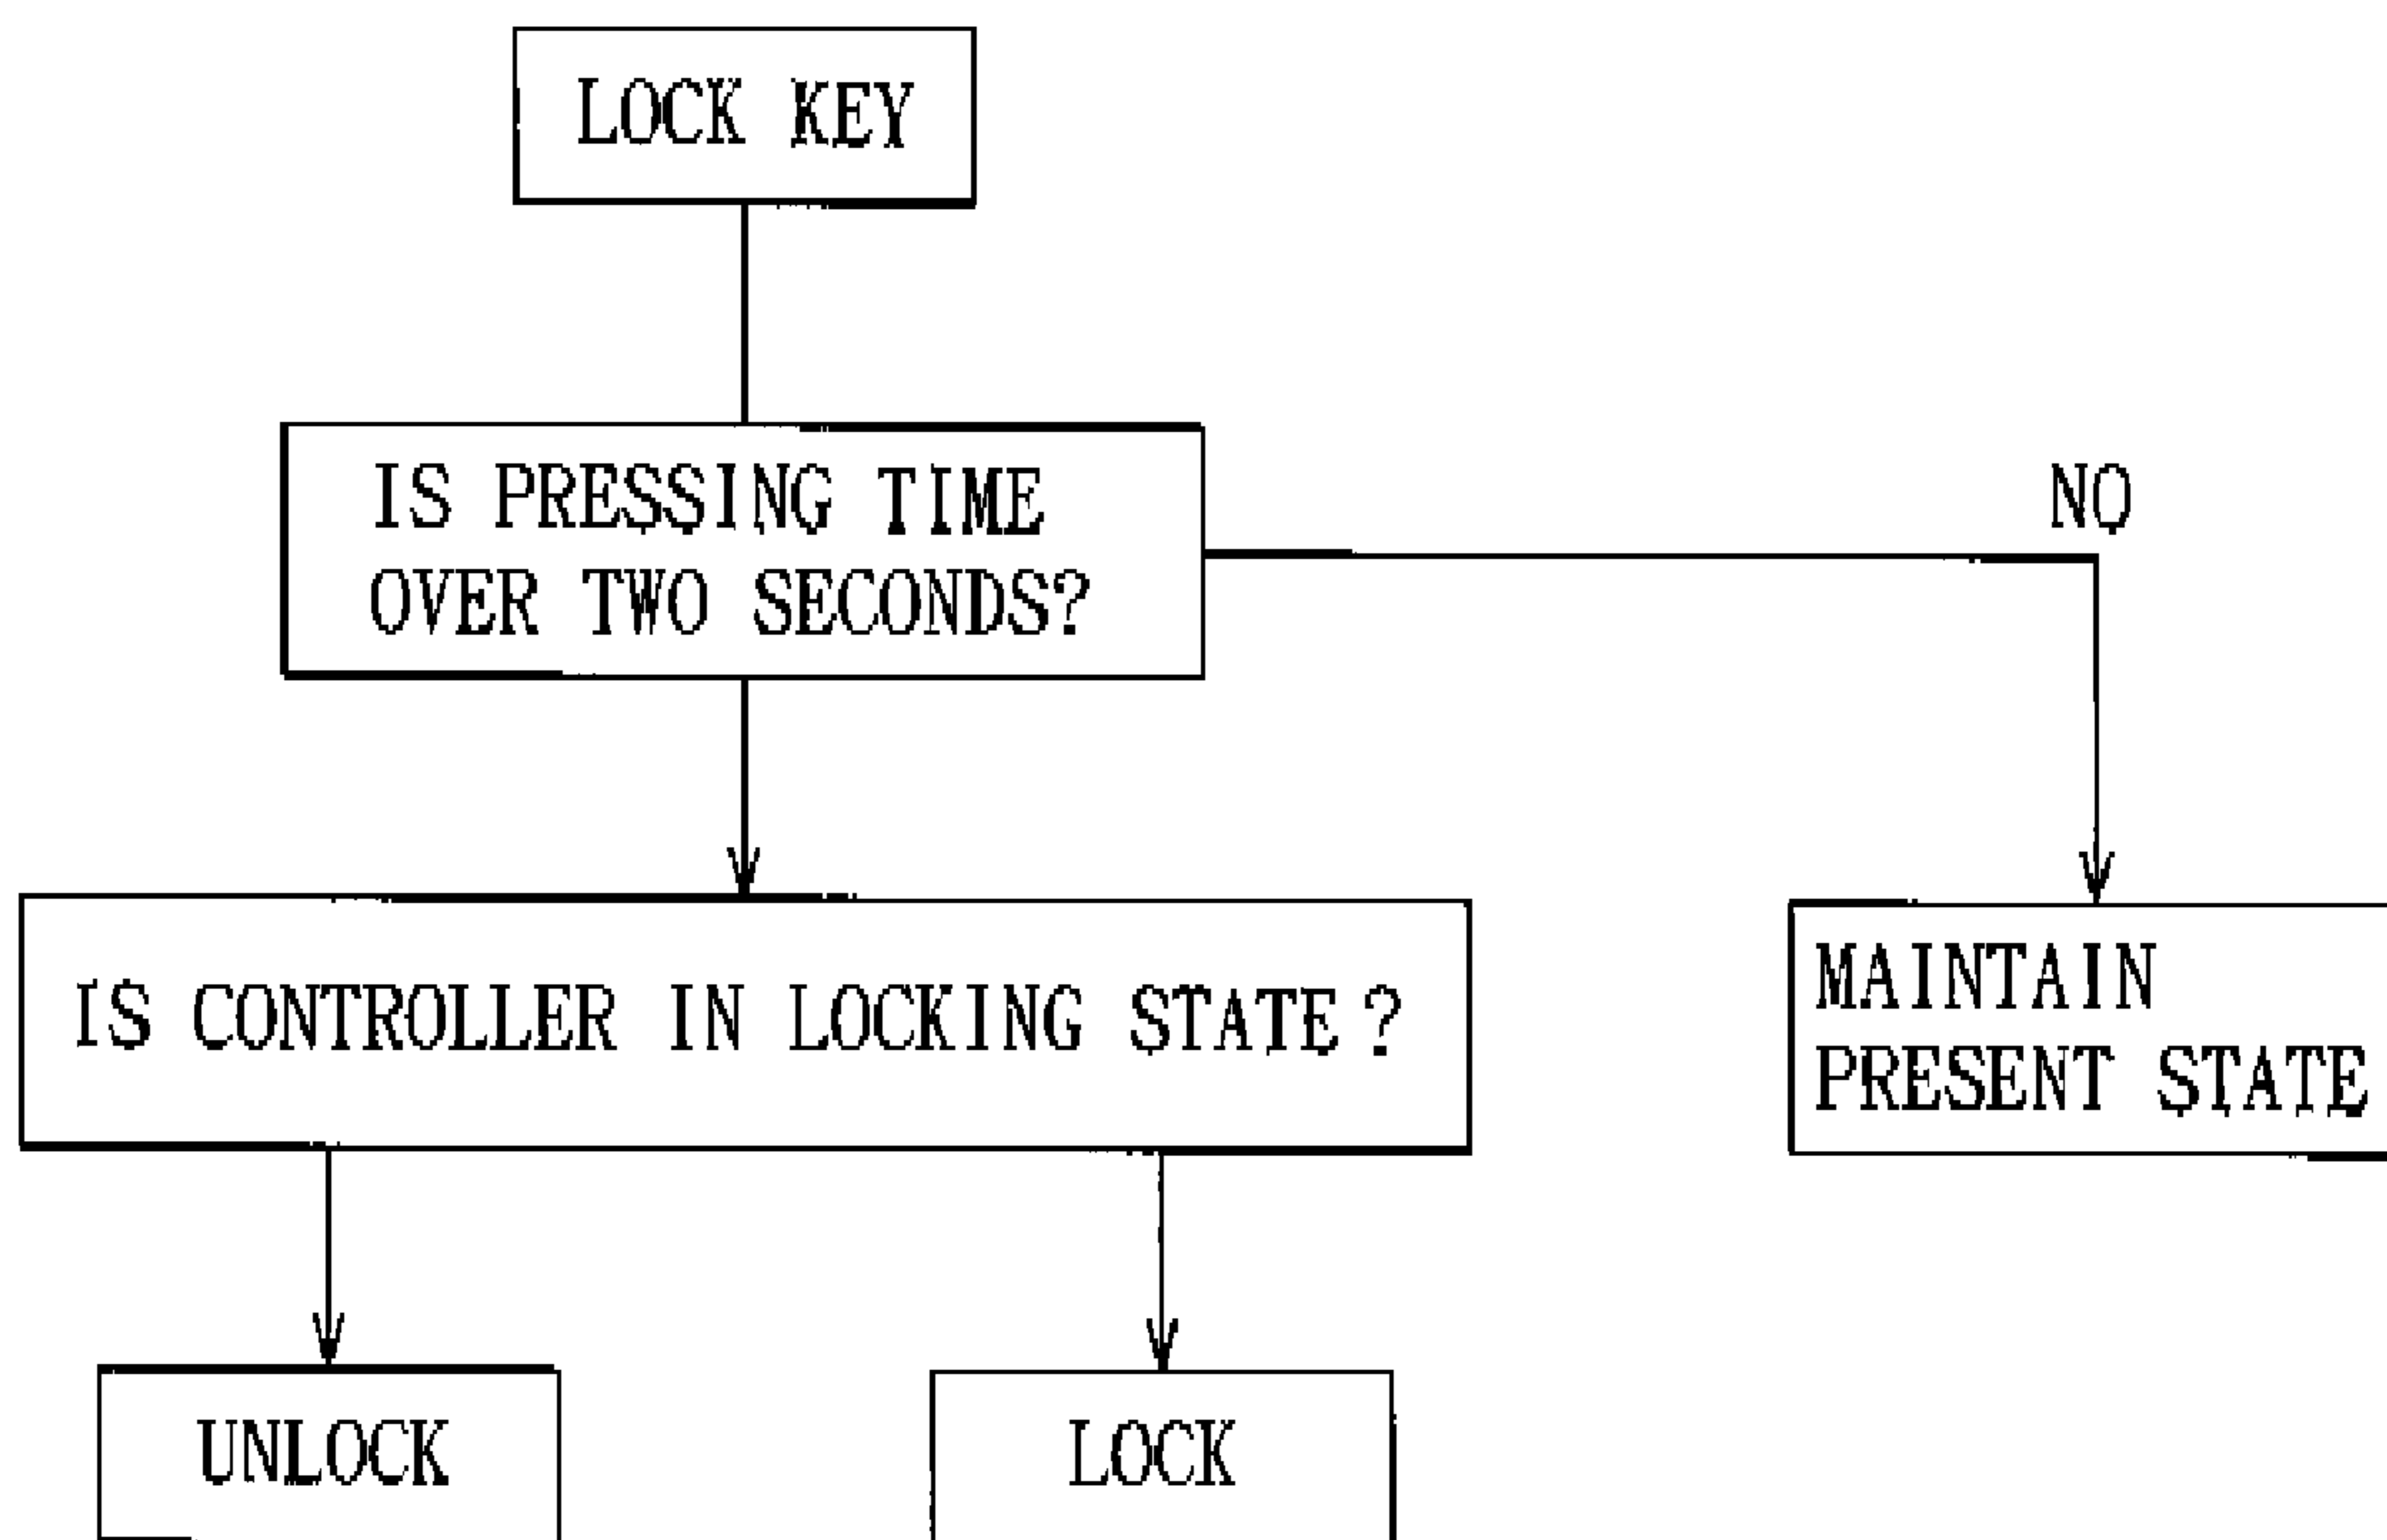 LOCK KEY
IS PRESSING TIME
OVER TWO SECONDS?
NO
IS CONTROLLER IN LOCKING STATE?
MAINTAIN
PRESENT STATE
UNLOCK
LOCK